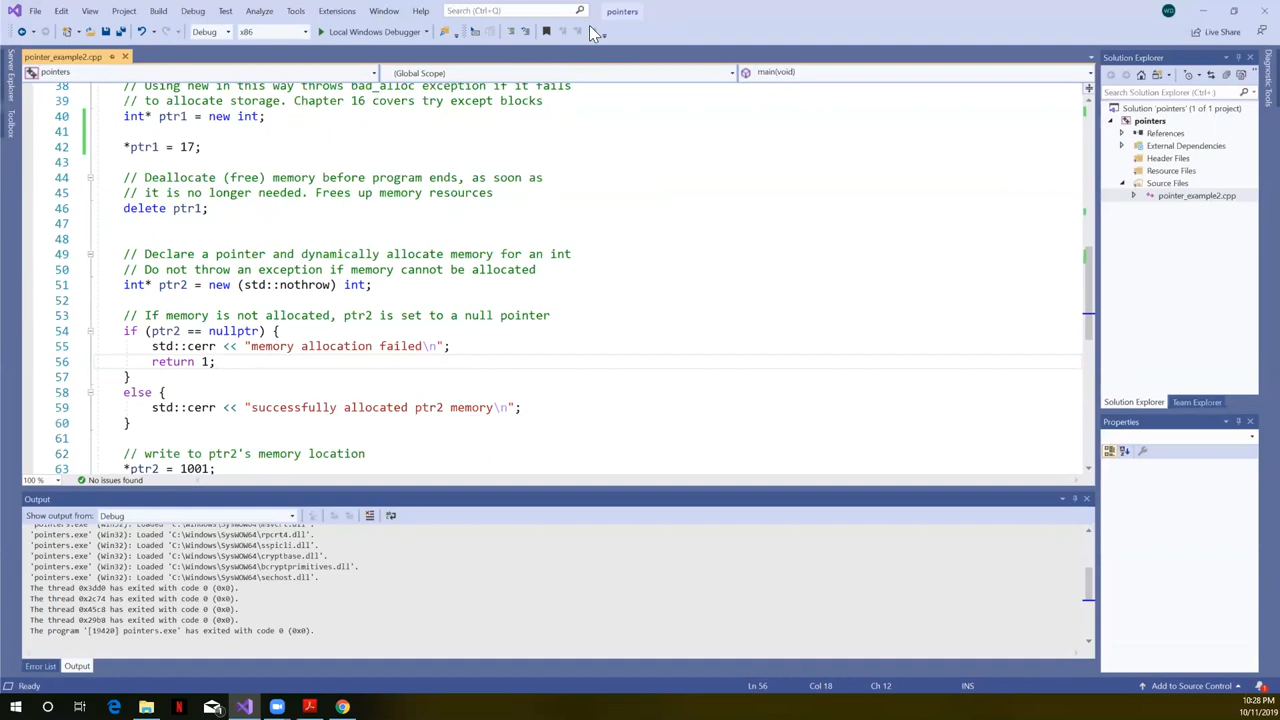 File Edit View Project Build Debug Test Analyze Tools Extensions Window Help Search (Ctrl+Q) pointers WD
Debug x86 Local Windows Debugger Live Share
Server Explorer
Toolbox
pointer_example2.cpp
pointers (Global Scope) main(void)
38 // Using new in this way throws bad_alloc exception if it fails
39 // to allocate storage. Chapter 16 covers try except blocks
40 int* ptr1 = new int;
41
42 *ptr1 = 17;
43
44 // Deallocate (free) memory before program ends, as soon as
45 // it is no longer needed. Frees up memory resources
46 delete ptr1;
47
48
49 // Declare a pointer and dynamically allocate memory for an int
50 // Do not throw an exception if memory cannot be allocated
51 int* ptr2 = new (std::nothrow) int;
52
53 // If memory is not allocated, ptr2 is set to a null pointer
54 if (ptr2 == nullptr) {
55 std::cerr << "memory allocation failed\n";
56 return 1;
57 }
58 else {
59 std::cerr << "successfully allocated ptr2 memory\n";
60 }
61
62 // write to ptr2's memory location
63 *ptr2 = 1001;
100 % No issues found
Output
Show output from: Debug
'pointers.exe' (Win32): Loaded 'C:\Windows\SysWOW64\rpcrt4.dll'.
'pointers.exe' (Win32): Loaded 'C:\Windows\SysWOW64\sspicli.dll'.
'pointers.exe' (Win32): Loaded 'C:\Windows\SysWOW64\cryptbase.dll'.
'pointers.exe' (Win32): Loaded 'C:\Windows\SysWOW64\bcryptprimitives.dll'.
'pointers.exe' (Win32): Loaded 'C:\Windows\SysWOW64\sechost.dll'.
The thread 0x3dd0 has exited with code 0 (0x0).
The thread 0x2c74 has exited with code 0 (0x0).
The thread 0x45c8 has exited with code 0 (0x0).
The thread 0x29b8 has exited with code 0 (0x0).
The program '[19420] pointers.exe' has exited with code 0 (0x0).
Error List Output
Solution Explorer
Search Solution Explorer (Ctrl+;)
Solution 'pointers' (1 of 1 project)
pointers
References
External Dependencies
Header Files
Resource Files
Source Files
pointer_example2.cpp
Solution Explorer Team Explorer
Properties
Diagnostic Tools
Ready Ln 56 Col 18 Ch 12 INS Add to Source Control 1
10:28 PM
10/11/2019